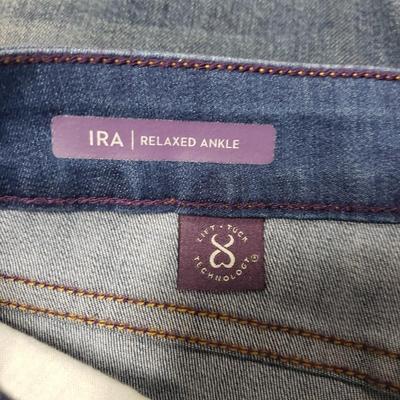 IRA | RELAXED ANKLE
LIFT · TUCK
TECHNOLOGY®